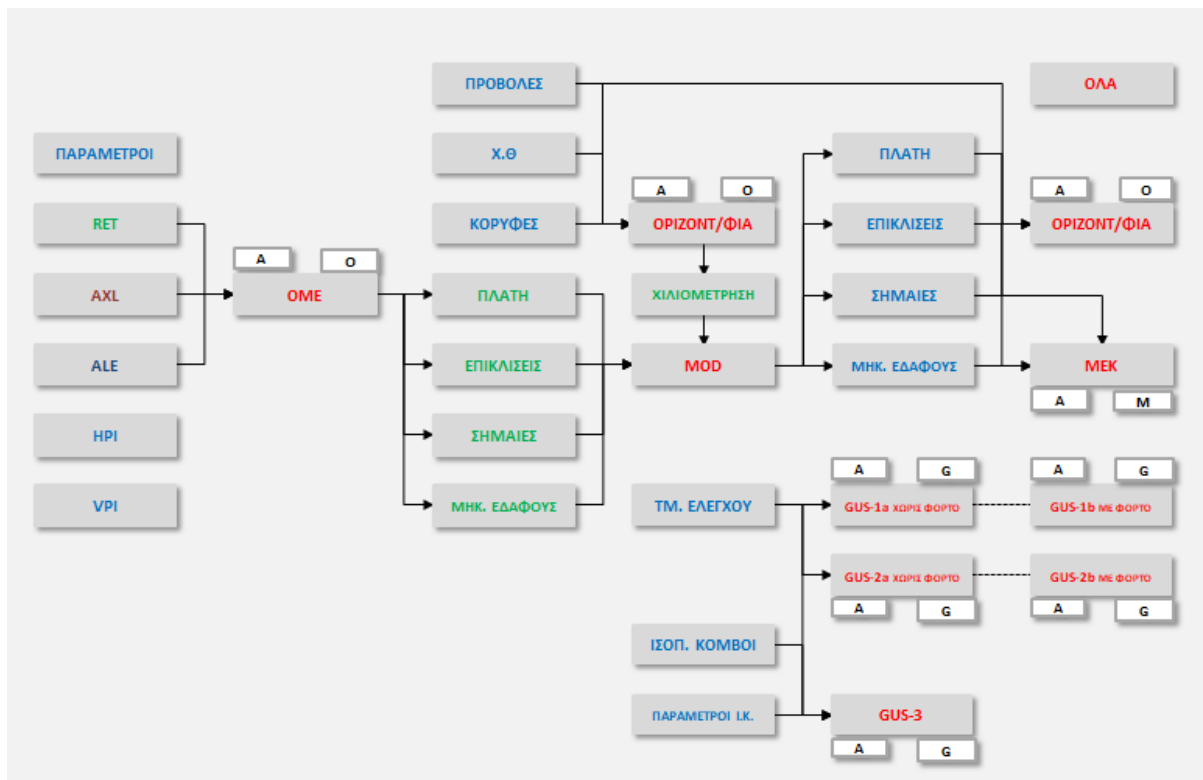 ΠΡΟΒΟΛΕΣ
ΟΛΑ
ΠΑΡΑΜΕΤΡΟΙ
Χ.Θ
ΠΛΑΤΗ
RET
ΚΟΡΥΦΕΣ
A
O
ΟΡΙΖΟΝΤ/ΦΙΑ
ΕΠΙΚΛΙΣΕΙΣ
A
O
ΟΡΙΖΟΝΤ/ΦΙΑ
AXL
A
O
ΟΜΕ
ΠΛΑΤΗ
ΧΙΛΙΟΜΕΤΡΗΣΗ
ΣΗΜΑΙΕΣ
ALE
ΕΠΙΚΛΙΣΕΙΣ
MOD
ΜΗΚ. ΕΔΑΦΟΥΣ
ΜΕΚ
A
M
HPI
ΣΗΜΑΙΕΣ
VPI
ΜΗΚ. ΕΔΑΦΟΥΣ
ΤΜ. ΕΛΕΓΧΟΥ
A
G
GUS-1a ΧΩΡΙΣ ΦΟΡΤΟ
A
G
GUS-1b ΜΕ ΦΟΡΤΟ
GUS-2a ΧΩΡΙΣ ΦΟΡΤΟ
A
G
GUS-2b ΜΕ ΦΟΡΤΟ
A
G
ΙΣΟΠ. ΚΟΜΒΟΙ
ΠΑΡΑΜΕΤΡΟΙ Ι.Κ.
GUS-3
A
G